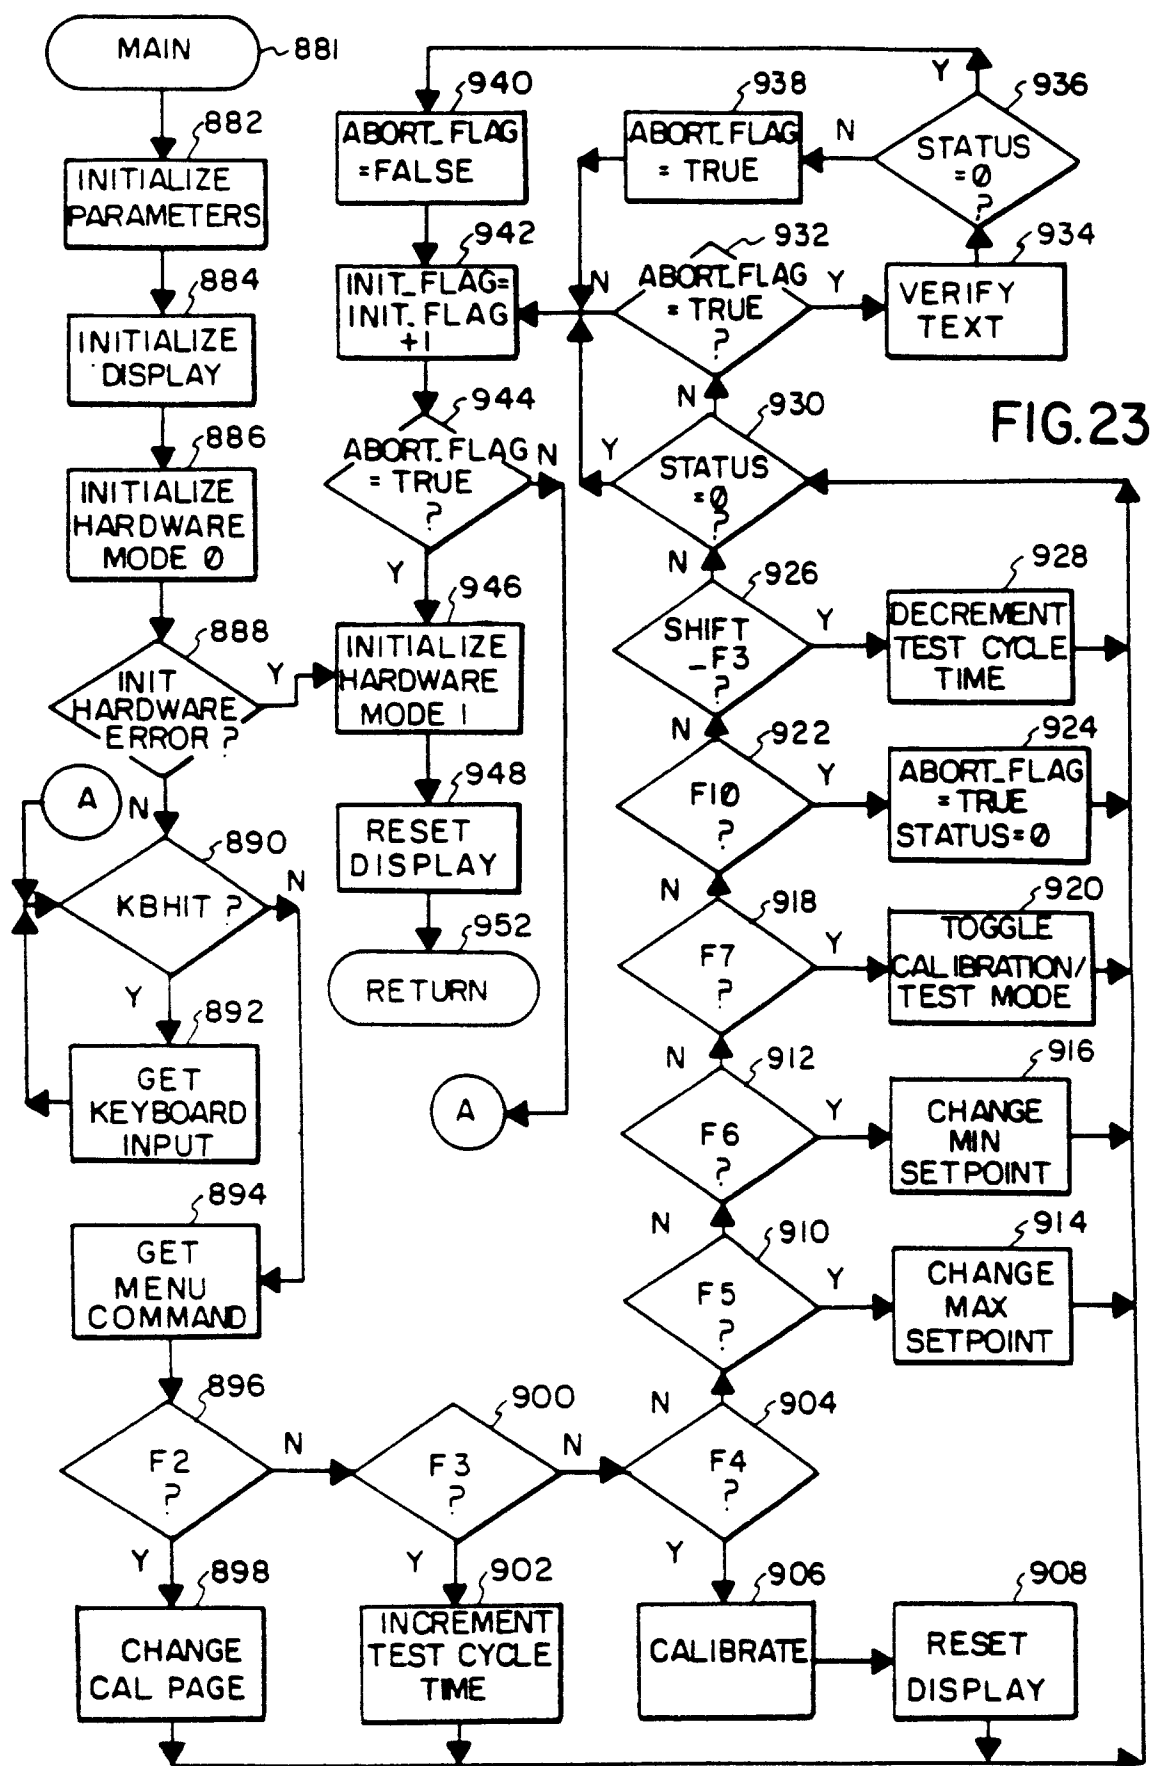 MAIN
881
882
INITIALIZE
PARAMETERS
884
INITIALIZE
DISPLAY
886
INITIALIZE
HARDWARE
MODE 0
888
INIT
HARDWARE
ERROR ?
Y
N
A
890
KBHIT ?
N
Y
892
GET
KEYBOARD
INPUT
894
GET
MENU
COMMAND
896
F2
?
N
Y
898
CHANGE
CAL PAGE
900
F3
?
N
Y
902
INCREMENT
TEST CYCLE
TIME
904
F4
?
N
Y
906
CALIBRATE
908
RESET
DISPLAY
910
F5
?
N
Y
914
CHANGE
MAX
SETPOINT
912
F6
?
N
Y
916
CHANGE
MIN
SETPOINT
918
F7
?
N
Y
920
TOGGLE
CALIBRATION/
TEST MODE
922
F10
?
N
Y
924
ABORT_FLAG
=TRUE
STATUS=0
926
SHIFT
-F3
?
N
Y
928
DECREMENT
TEST CYCLE
TIME
930
STATUS
=0
?
Y
N
932
ABORT_FLAG
= TRUE
?
N
Y
934
VERIFY
TEXT
936
STATUS
=0
?
Y
N
938
ABORT_FLAG
= TRUE
940
ABORT_FLAG
=FALSE
942
INIT_FLAG=
INIT_FLAG
+1
944
ABORT_FLAG
= TRUE
?
N
Y
946
INITIALIZE
HARDWARE
MODE 1
948
RESET
DISPLAY
952
RETURN
A
FIG.23